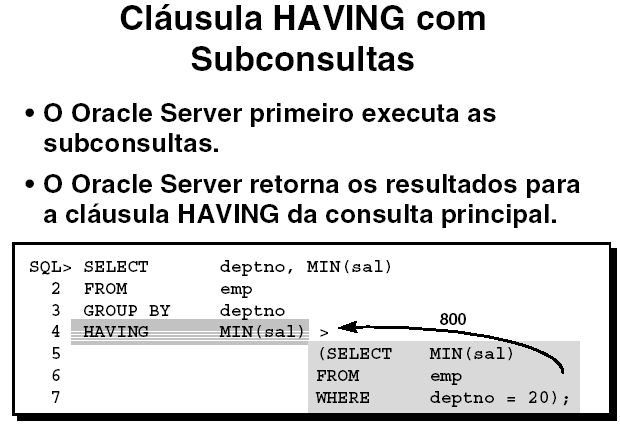 Cláusula HAVING com
Subconsultas
• O Oracle Server primeiro executa as
subconsultas.
• O Oracle Server retorna os resultados para
a cláusula HAVING da consulta principal.
SQL> SELECT deptno, MIN(sal)
2 FROM emp
3 GROUP BY deptno
4 HAVING MIN(sal) >
800
5 (SELECT MIN(sal)
6 FROM emp
7 WHERE deptno = 20);